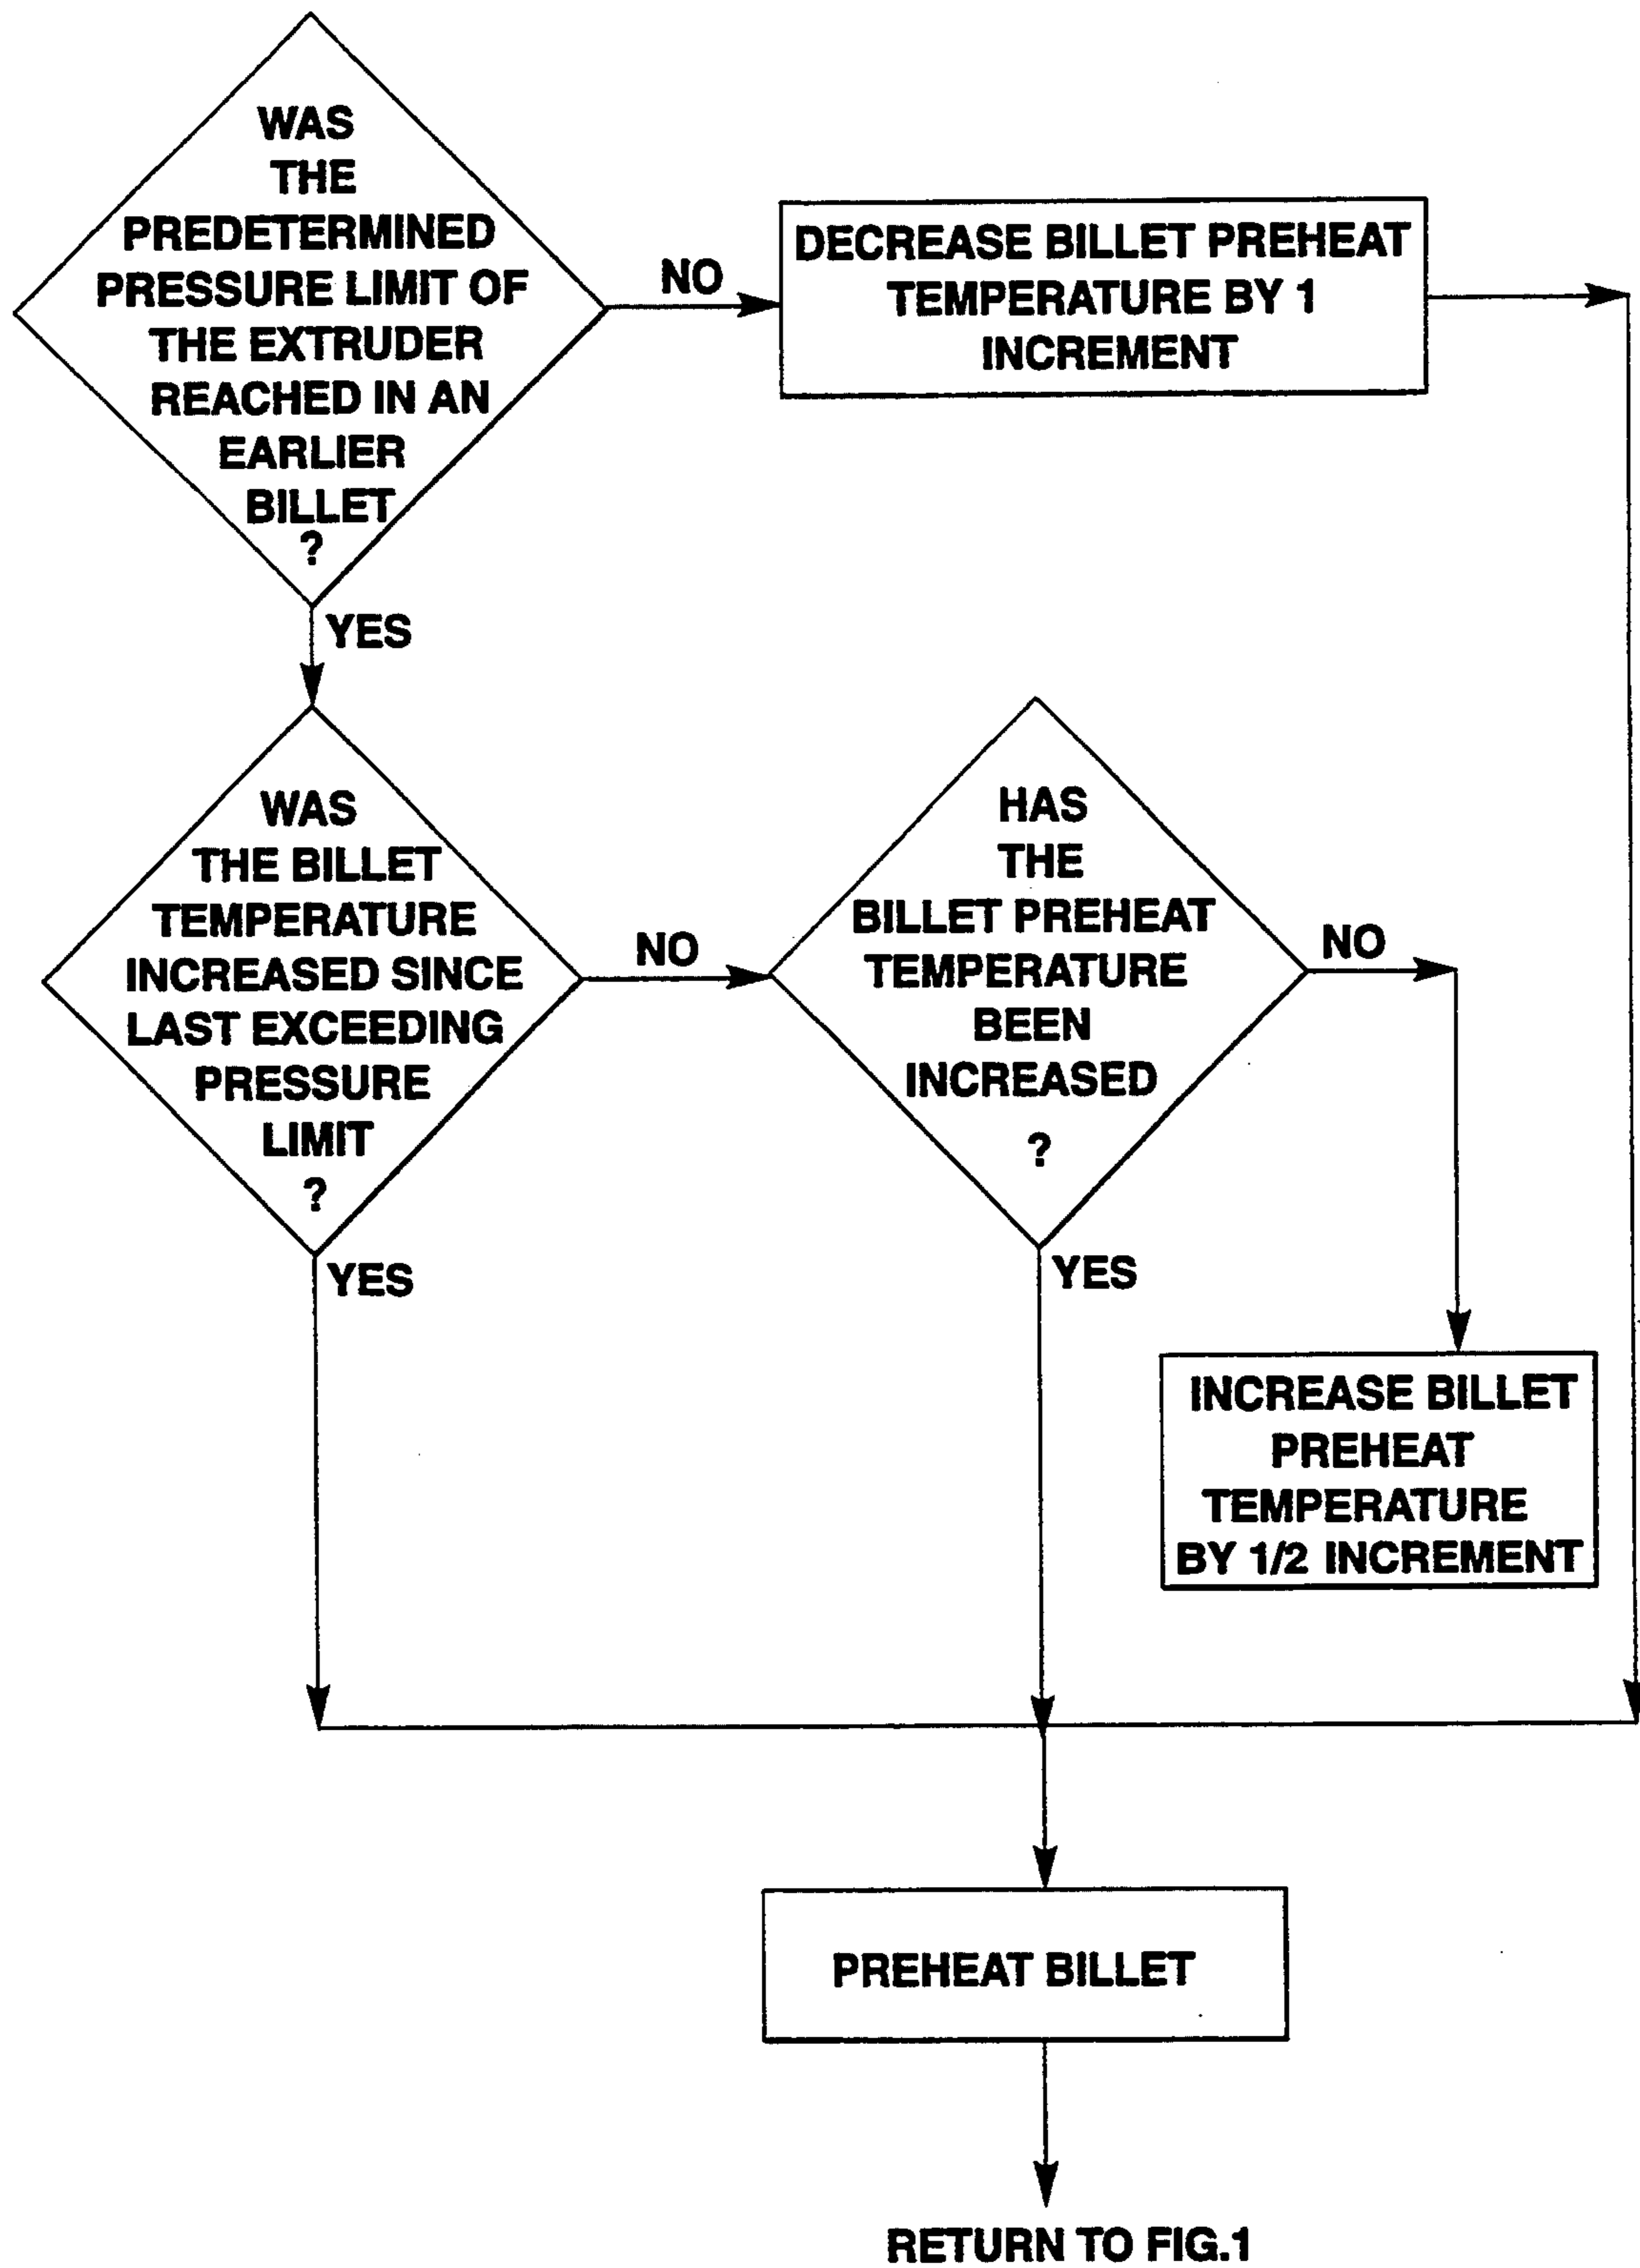 WAS
THE
PREDETERMINED
PRESSURE LIMIT OF
THE EXTRUDER
REACHED IN AN
EARLIER
BILLET
?
NO
DECREASE BILLET PREHEAT
TEMPERATURE BY 1
INCREMENT
YES
WAS
THE BILLET
TEMPERATURE
INCREASED SINCE
LAST EXCEEDING
PRESSURE
LIMIT
?
NO
HAS
THE
BILLET PREHEAT
TEMPERATURE
BEEN
INCREASED
?
NO
YES
YES
INCREASE BILLET
PREHEAT
TEMPERATURE
BY 1/2 INCREMENT
PREHEAT BILLET
RETURN TO FIG.1